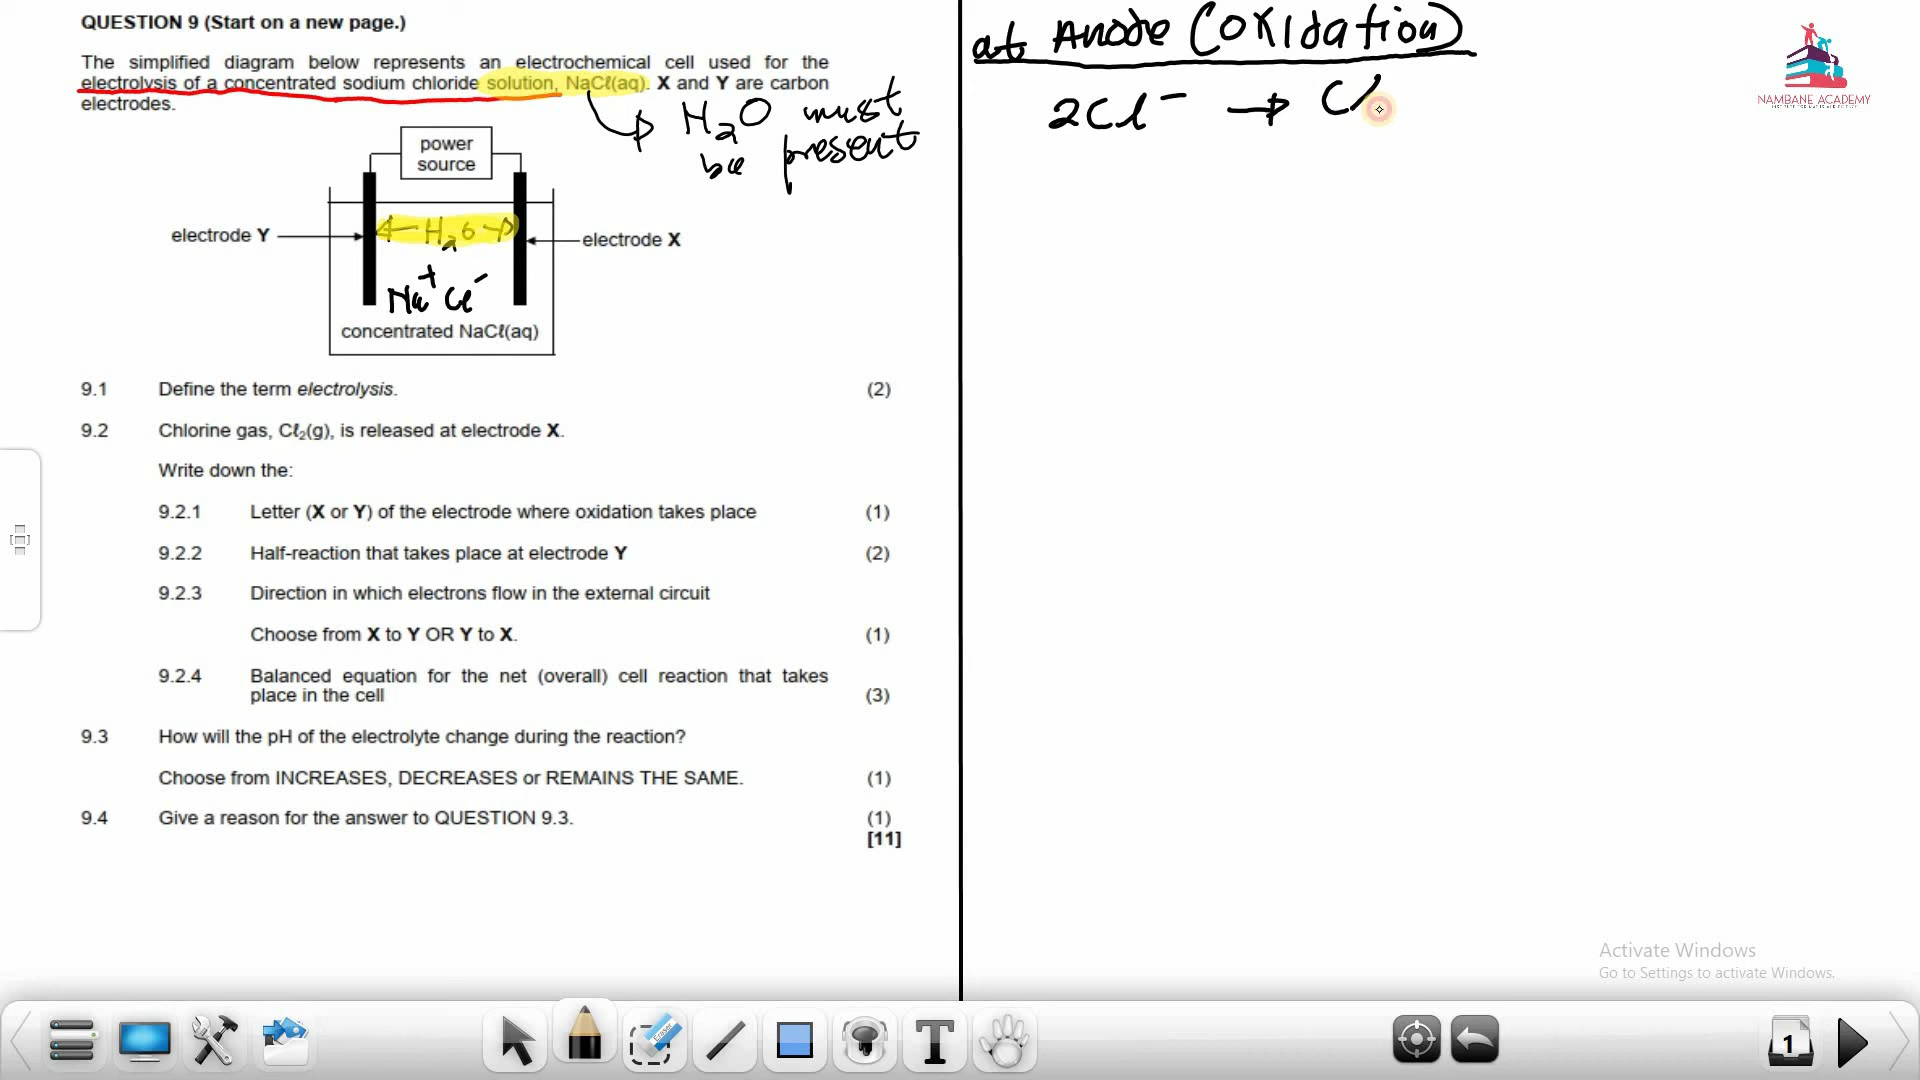 QUESTION 9 (Start on a new page.)
The simplified diagram below represents an electrochemical cell used for the
electrolysis of a concentrated sodium chloride solution, NaCℓ(aq). X and Y are carbon
electrodes.
H₂O must
be present
power
source
electrode Y
← H₂O →
electrode X
Na⁺ Cl⁻
concentrated NaCℓ(aq)
9.1 Define the term electrolysis. (2)
9.2 Chlorine gas, Cℓ₂(g), is released at electrode X.
Write down the:
9.2.1 Letter (X or Y) of the electrode where oxidation takes place (1)
9.2.2 Half-reaction that takes place at electrode Y (2)
9.2.3 Direction in which electrons flow in the external circuit
Choose from X to Y OR Y to X. (1)
9.2.4 Balanced equation for the net (overall) cell reaction that takes
place in the cell (3)
9.3 How will the pH of the electrolyte change during the reaction?
Choose from INCREASES, DECREASES or REMAINS THE SAME. (1)
9.4 Give a reason for the answer to QUESTION 9.3. (1)
[11]
at Anode (oxidation)
2Cl⁻ → Cl
NAMBANE ACADEMY
Activate Windows
Go to Settings to activate Windows.
Eraser
T
1